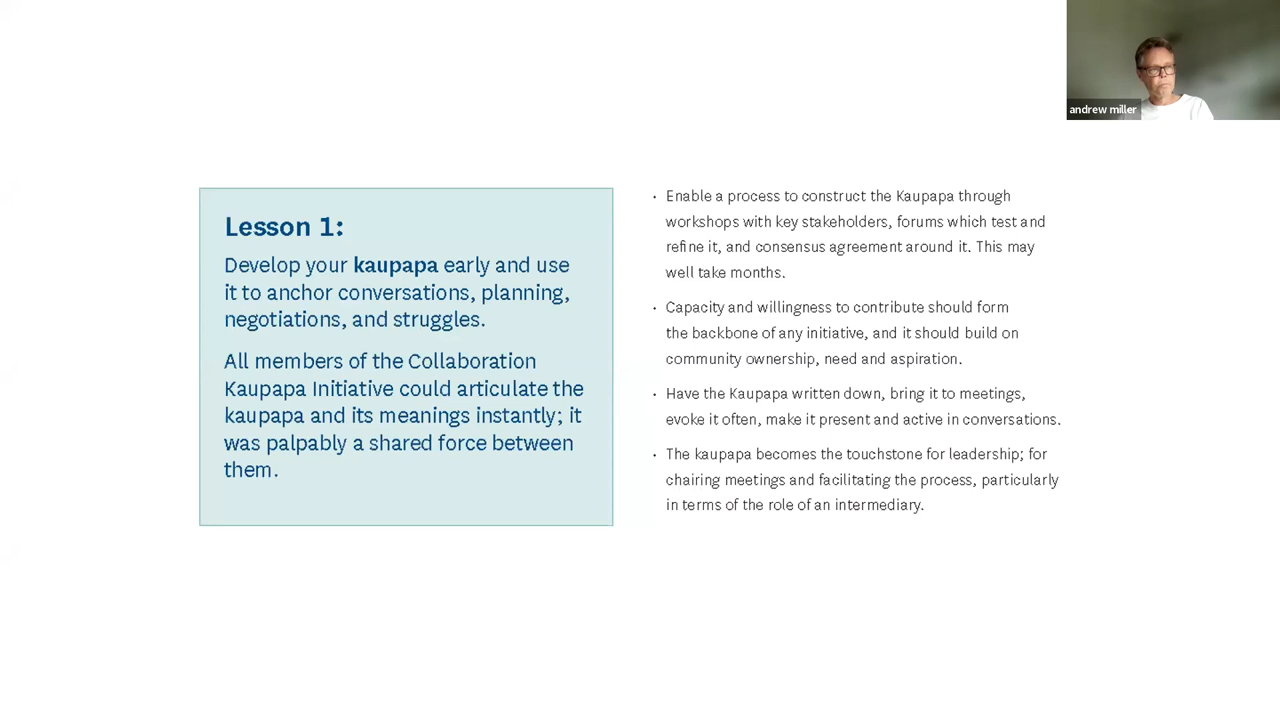 andrew miller
Lesson 1:
Develop your kaupapa early and use
it to anchor conversations, planning,
negotiations, and struggles.
All members of the Collaboration
Kaupapa Initiative could articulate the
kaupapa and its meanings instantly; it
was palpably a shared force between
them.
· Enable a process to construct the Kaupapa through
workshops with key stakeholders, forums which test and
refine it, and consensus agreement around it. This may
well take months.
· Capacity and willingness to contribute should form
the backbone of any initiative, and it should build on
community ownership, need and aspiration.
· Have the Kaupapa written down, bring it to meetings,
evoke it often, make it present and active in conversations.
· The kaupapa becomes the touchstone for leadership; for
chairing meetings and facilitating the process, particularly
in terms of the role of an intermediary.